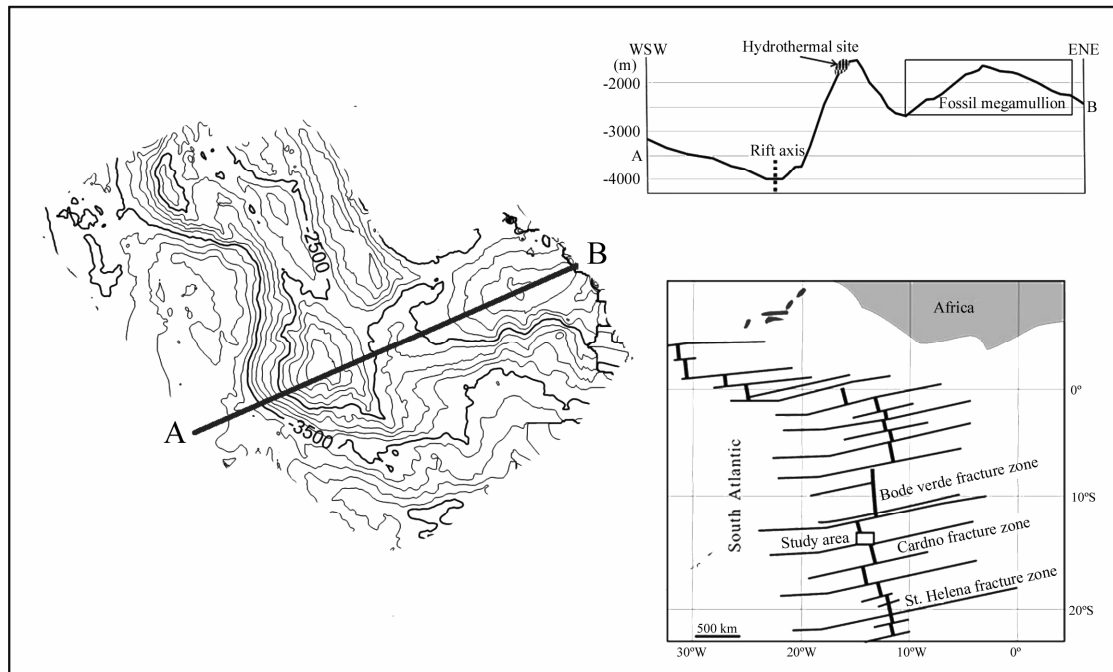 WSW
Hydrothermal site
ENE
(m)
-2000
Fossil megamullion
B
-3000
Rift axis
A
-4000
-2500
B
A
-3500
Africa
0°
South Atlantic
Bode verde fracture zone
10°S
Study area
Cardno fracture zone
St. Helena fracture zone
20°S
500 km
30°W
20°W
10°W
0°